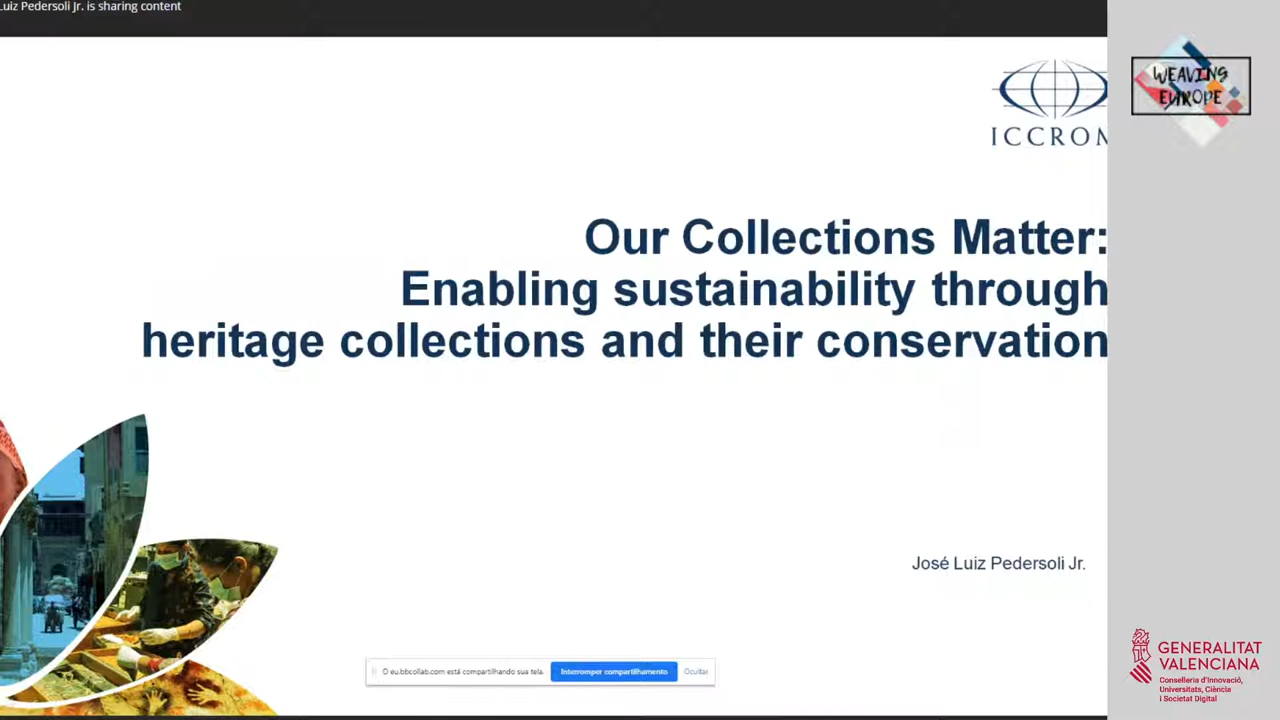 Luiz Pedersoli Jr. is sharing content
WEAVING
EUROPE
ICCROM
Our Collections Matter:
Enabling sustainability through
heritage collections and their conservation
José Luiz Pedersoli Jr.
O eu.bbcollab.com está compartilhando sua tela.
Interromper compartilhamento
Ocultar
GENERALITAT
VALENCIANA
Conselleria d'Innovació,
Universitats, Ciència
i Societat Digital